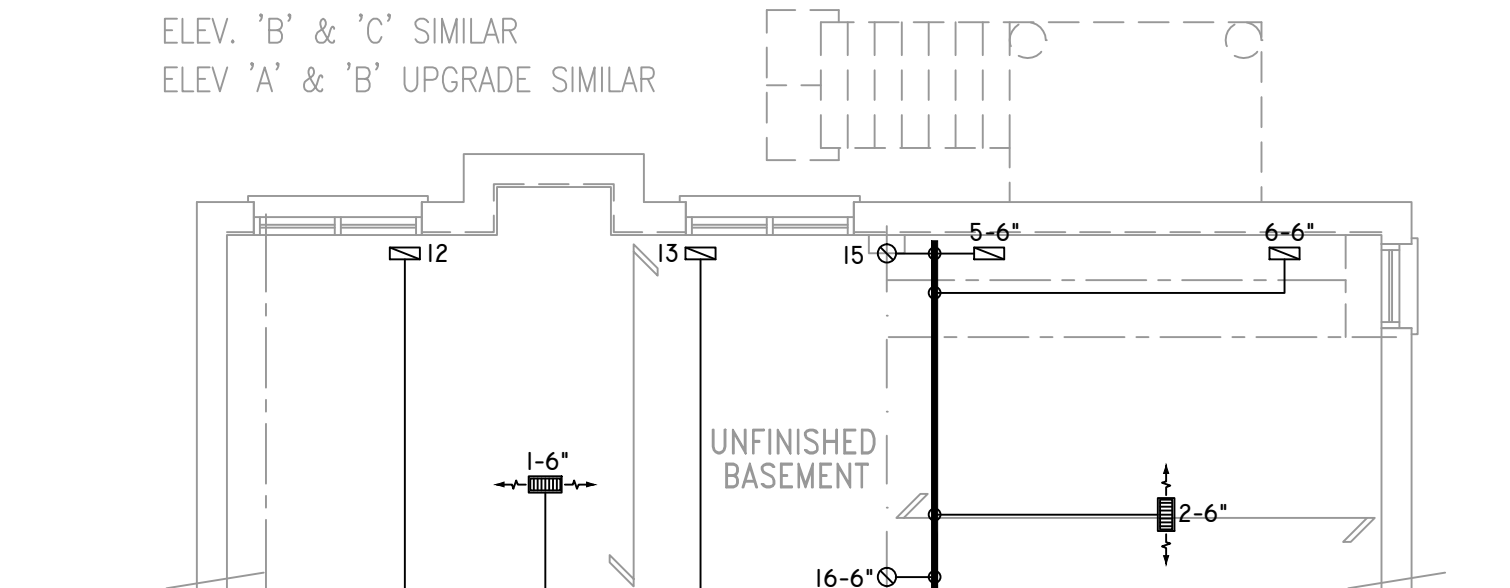 ELEV. 'B' & 'C' SIMILAR
ELEV 'A' & 'B' UPGRADE SIMILAR
5-6"
6-6"
12
13
15
UNFINISHED
BASEMENT
1-6"
2-6"
16-6"